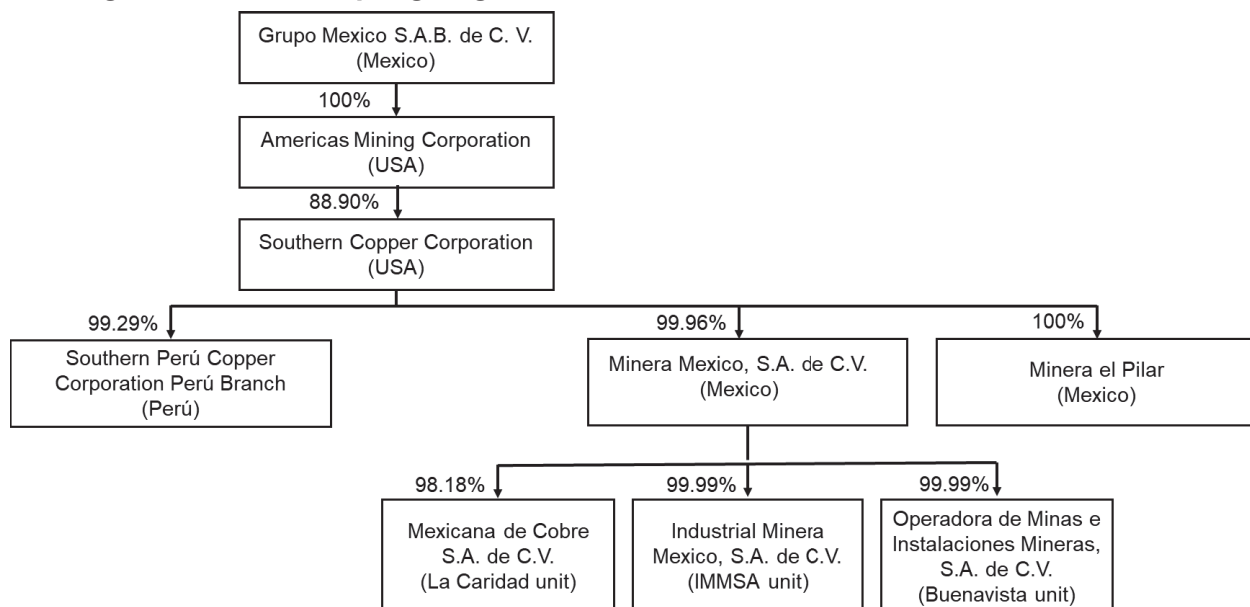 Grupo Mexico S.A.B. de C. V.
(Mexico)
100%
Americas Mining Corporation
(USA)
88.90%
Southern Copper Corporation
(USA)
99.29%
99.96%
100%
Southern Perú Copper
Corporation Perú Branch
(Perú)
Minera Mexico, S.A. de C.V.
(Mexico)
Minera el Pilar
(Mexico)
98.18%
99.99%
99.99%
Mexicana de Cobre
S.A. de C.V.
(La Caridad unit)
Industrial Minera
Mexico, S.A. de C.V.
(IMMSA unit)
Operadora de Minas e
Instalaciones Mineras,
S.A. de C.V.
(Buenavista unit)